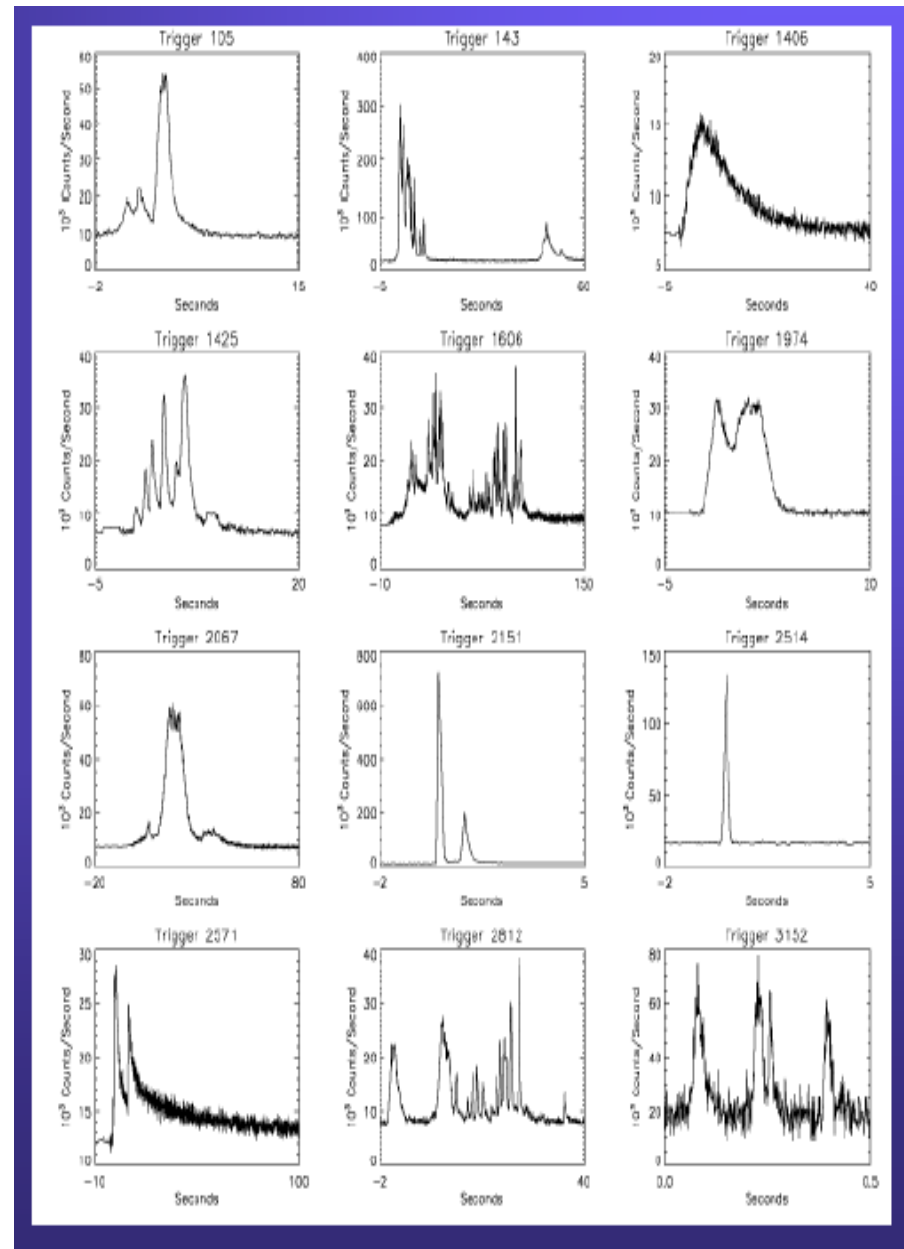 Trigger 105
60
50
40
30
20
10
0
10³ Counts/Second
-2
15
Seconds
Trigger 143
400
300
200
100
0
10³ Counts/Second
-5
60
Seconds
Trigger 1406
20
15
10
5
10³ Counts/Second
-5
40
Seconds
Trigger 1425
40
30
20
10
0
10³ Counts/Second
-5
20
Seconds
Trigger 1606
40
30
20
10
0
10³ Counts/Second
-10
150
Seconds
Trigger 1974
40
30
20
10
0
10³ Counts/Second
-5
20
Seconds
Trigger 2067
80
60
40
20
0
10³ Counts/Second
-20
80
Seconds
Trigger 2151
800
600
400
200
0
10³ Counts/Second
-2
5
Seconds
Trigger 2514
150
100
50
0
10³ Counts/Second
-2
5
Seconds
Trigger 2571
30
25
20
15
10
10³ Counts/Second
-10
100
Seconds
Trigger 2812
40
30
20
10
0
10³ Counts/Second
-2
40
Seconds
Trigger 3152
80
60
40
20
0
10³ Counts/Second
0.0
0.5
Seconds